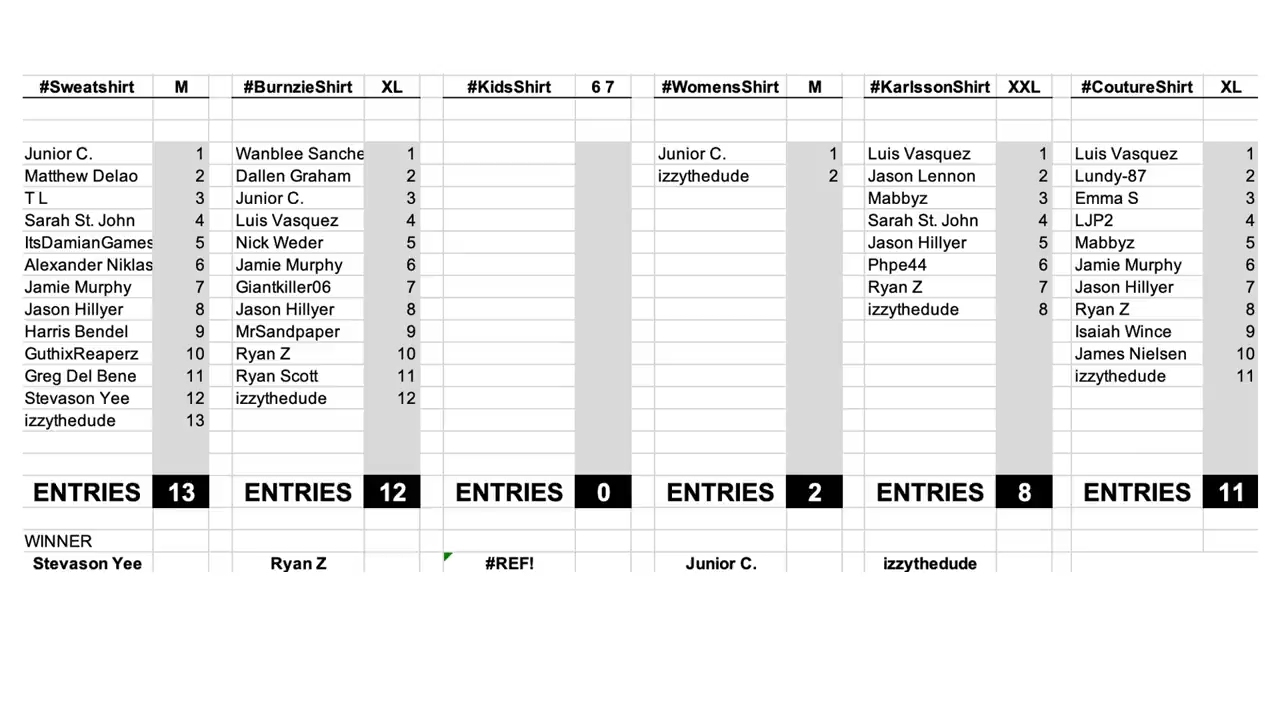 #Sweatshirt M #BurnzieShirt XL #KidsShirt 6 7 #WomensShirt M #KarlssonShirt XXL #CoutureShirt XL
Junior C. 1 Wanblee Sanche 1 Junior C. 1 Luis Vasquez 1 Luis Vasquez 1
Matthew Delao 2 Dallen Graham 2 izzythedude 2 Jason Lennon 2 Lundy-87 2
T L 3 Junior C. 3 Mabbyz 3 Emma S 3
Sarah St. John 4 Luis Vasquez 4 Sarah St. John 4 LJP2 4
ItsDamianGames 5 Nick Weder 5 Jason Hillyer 5 Mabbyz 5
Alexander Niklas 6 Jamie Murphy 6 Phpe44 6 Jamie Murphy 6
Jamie Murphy 7 Giantkiller06 7 Ryan Z 7 Jason Hillyer 7
Jason Hillyer 8 Jason Hillyer 8 izzythedude 8 Ryan Z 8
Harris Bendel 9 MrSandpaper 9 Isaiah Wince 9
GuthixReaperz 10 Ryan Z 10 James Nielsen 10
Greg Del Bene 11 Ryan Scott 11 izzythedude 11
Stevason Yee 12 izzythedude 12
izzythedude 13
ENTRIES 13 ENTRIES 12 ENTRIES 0 ENTRIES 2 ENTRIES 8 ENTRIES 11
WINNER
Stevason Yee Ryan Z #REF! Junior C. izzythedude